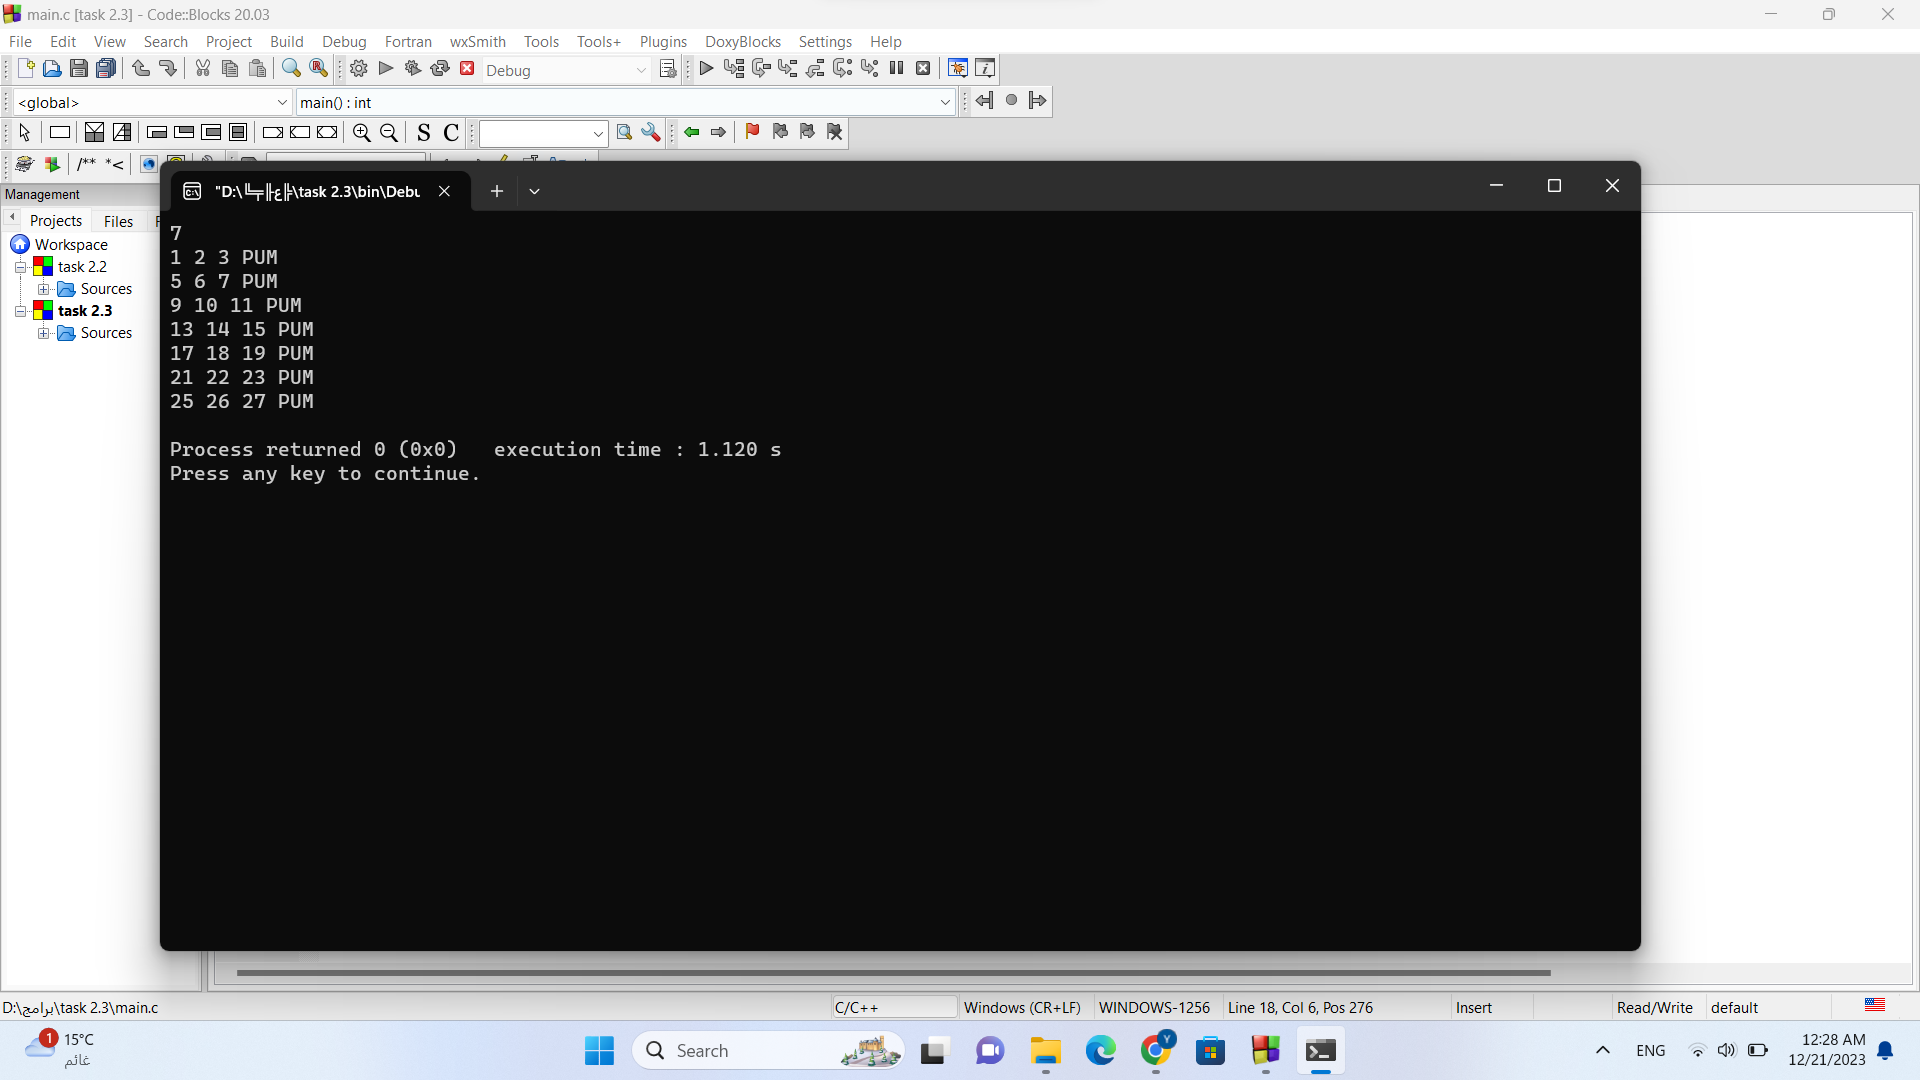 main.c [task 2.3] - Code::Blocks 20.03
File Edit View Search Project Build Debug Fortran wxSmith Tools Tools+ Plugins DoxyBlocks Settings Help
Debug
<global> main() : int
S C
/** *<
Management
"D:\╚╤╟ع╠\task 2.3\bin\Debu
Projects Files
Workspace
task 2.2
Sources
task 2.3
Sources
7
1 2 3 PUM
5 6 7 PUM
9 10 11 PUM
13 14 15 PUM
17 18 19 PUM
21 22 23 PUM
25 26 27 PUM
Process returned 0 (0x0)   execution time : 1.120 s
Press any key to continue.
D:\برامج\task 2.3\main.c C/C++ Windows (CR+LF) WINDOWS-1256 Line 18, Col 6, Pos 276 Insert Read/Write default
1 15°C
غائم
Search
Y
ENG
12:28 AM
12/21/2023